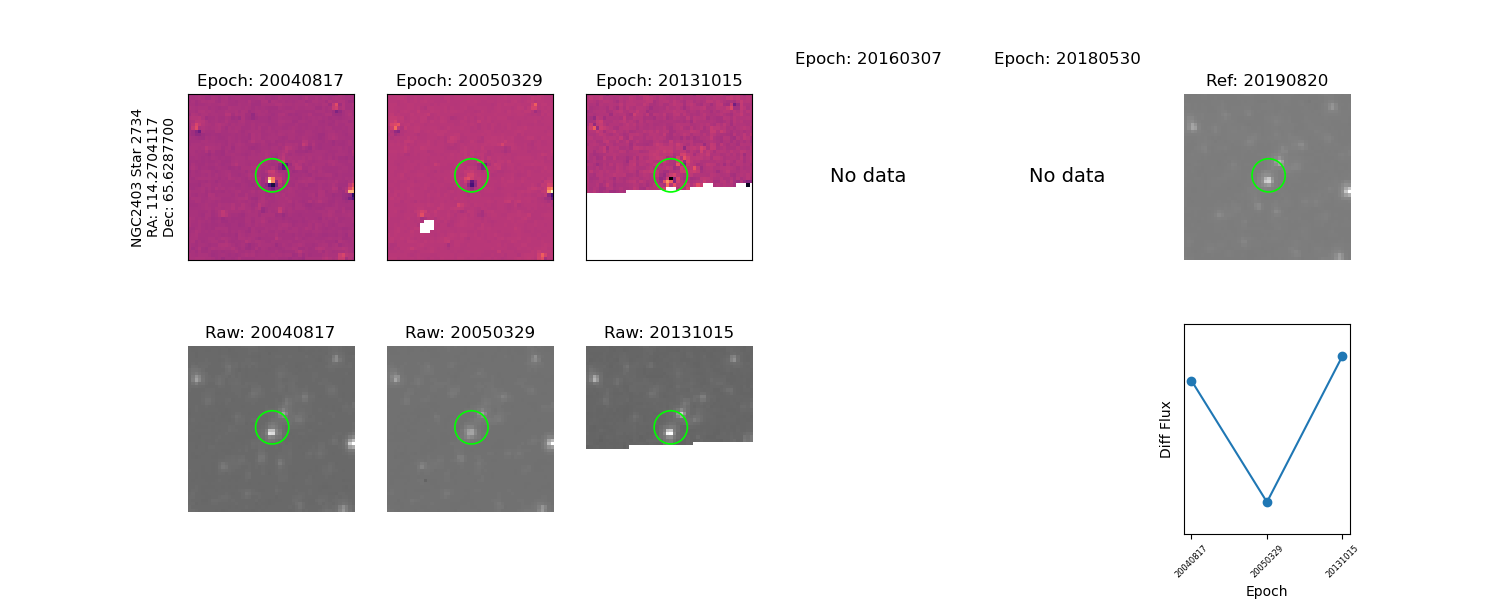 Epoch: 20160307
Epoch: 20180530
Epoch: 20040817
Epoch: 20050329
Epoch: 20131015
Ref: 20190820
NGC2403 Star 2734
RA: 114.2704117
Dec: 65.6287700
No data
No data
Raw: 20040817
Raw: 20050329
Raw: 20131015
Diff Flux
20040817
20050329
20131015
Epoch